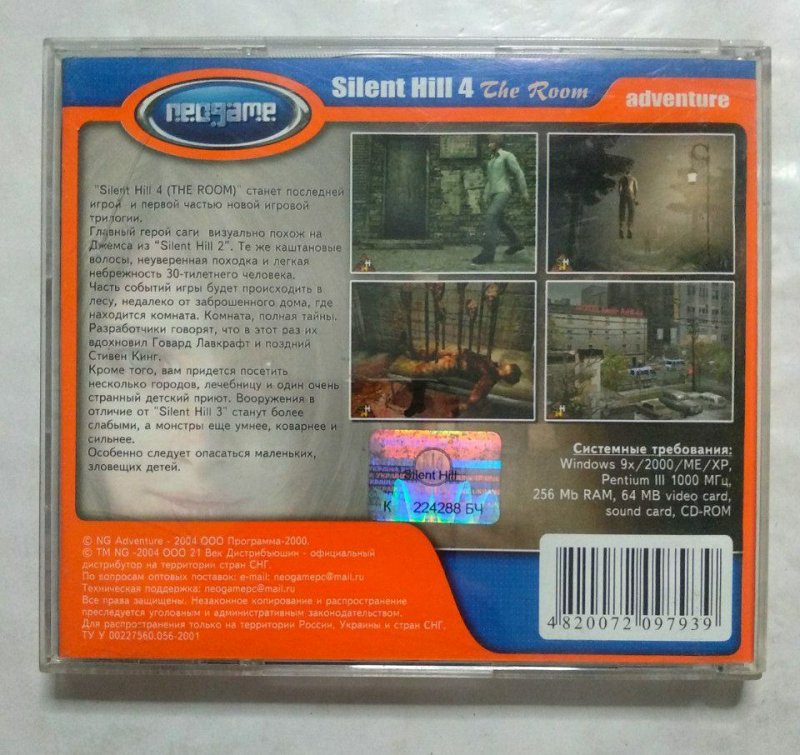 neogame
Silent Hill 4 The Room
adventure
"Silent Hill 4 (THE ROOM)" станет последней
игрой и первой частью новой игровой
трилогии.
Главный герой саги визуально похож на
Джемса из "Silent Hill 2". Те же каштановые
волосы, неуверенная походка и легкая
небрежность 30-тилетнего человека.
Часть событий игры будет происходить в
лесу, недалеко от заброшенного дома, где
находится комната. Комната, полная тайны.
Разработчики говорят, что в этот раз их
вдохновил Говард Лавкрафт и поздний
Стивен Кинг.
Кроме того, вам придется посетить
несколько городов, лечебницу и один очень
странный детский приют. Вооружения в
отличие от "Silent Hill 3" станут более
слабыми, а монстры еще умнее, коварнее и
сильнее.
Особенно следует опасаться маленьких,
зловещих детей.
Silent Hill
К 224288 БЧ
Системные требования:
Windows 9x/2000/ME/XP,
Pentium III 1000 МГц,
256 Mb RAM, 64 MB video card,
sound card, CD-ROM
© NG Adventure - 2004 ООО Программа-2000.
© TM NG -2004 ООО 21 Век Дистрибьюшин - официальный
дистрибутор на территории стран СНГ.
По вопросам оптовых поставок: e-mail: neogamepc@mail.ru
Техническая поддержка: neogamepc@mail.ru
Все права защищены. Незаконное копирование и распространение
преследуется уголовным и административным законодательством.
Для распространения только на территории России, Украины и стран СНГ.
ТУ У 00227560.056-2001
4 820072 097939